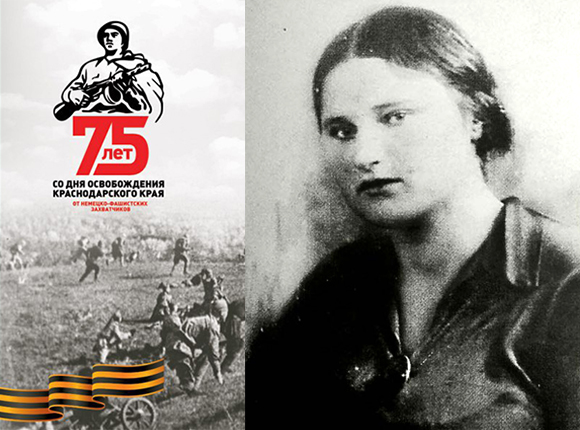 75
лет
СО ДНЯ ОСВОБОЖДЕНИЯ
КРАСНОДАРСКОГО КРАЯ
ОТ НЕМЕЦКО-ФАШИСТСКИХ
ЗАХВАТЧИКОВ